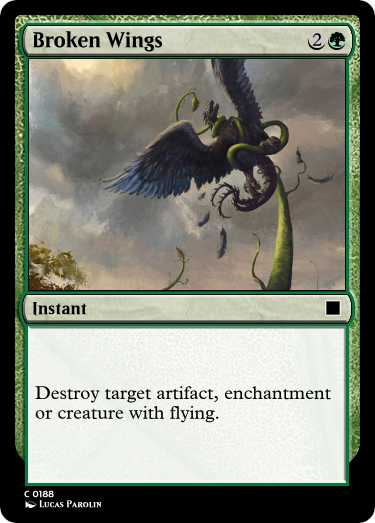 Broken Wings 2
Instant
Destroy target artifact, enchantment
or creature with flying.
C 0188
Lucas Parolin